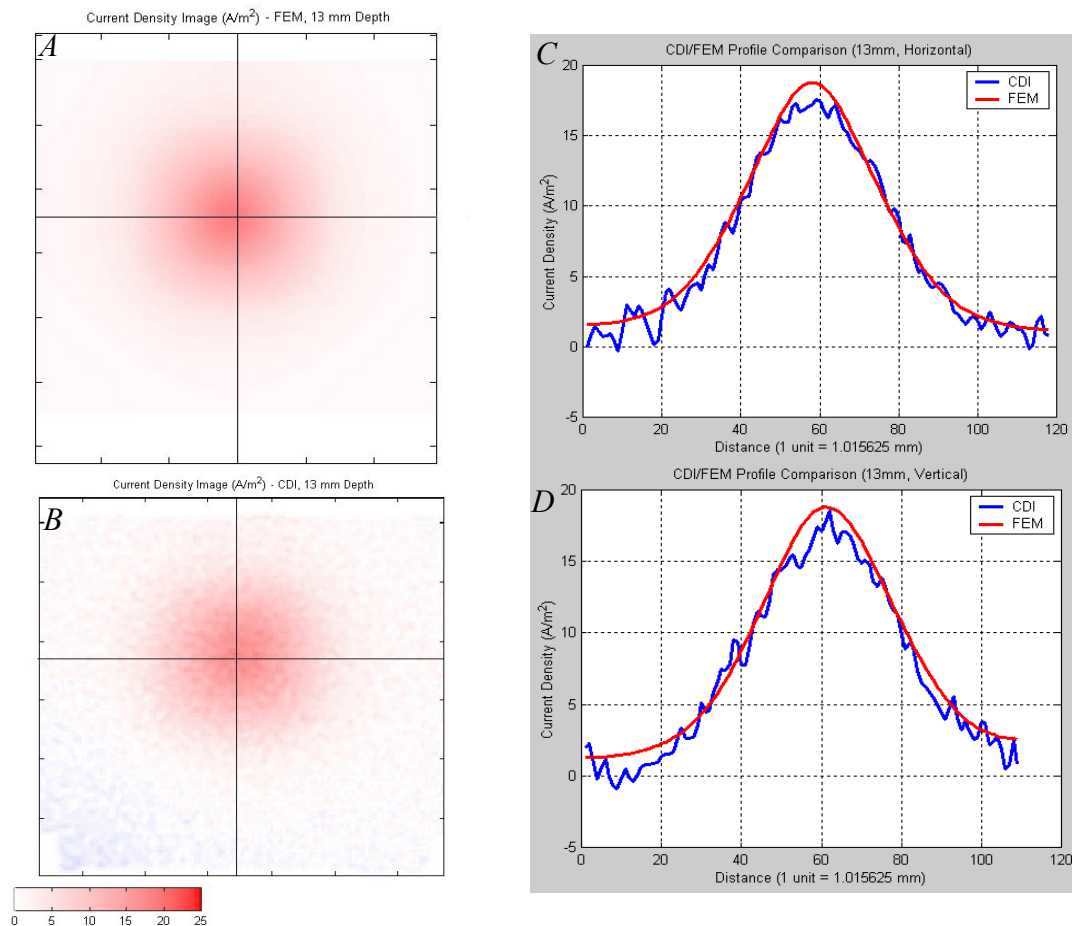 Current Density Image (A/m2) - FEM, 13 mm Depth
A
Current Density Image (A/m2) - CDI, 13 mm Depth
B
0 5 10 15 20 25
C
CDI/FEM Profile Comparison (13mm, Horizontal)
CDI
FEM
Current Density (A/m2)
20
15
10
5
0
-5
0 20 40 60 80 100 120
Distance (1 unit = 1.015625 mm)
D
CDI/FEM Profile Comparison (13mm, Vertical)
CDI
FEM
Current Density (A/m2)
20
15
10
5
0
-5
0 20 40 60 80 100 120
Distance (1 unit = 1.015625 mm)